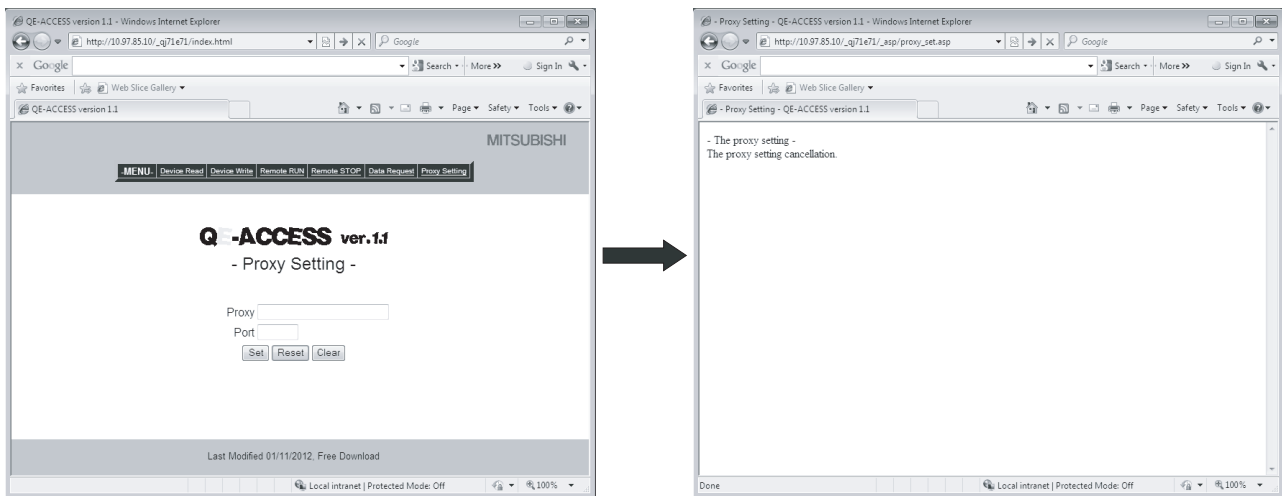 QE-ACCESS version 1.1 - Windows Internet Explorer
http://10.97.85.10/_qj71e71/index.html
Google
x Google
Search
More »
Sign In
Favorites
Web Slice Gallery
QE-ACCESS version 1.1
Page
Safety
Tools
MITSUBISHI
-MENU- Device Read Device Write Remote RUN Remote STOP Data Request Proxy Setting
QE-ACCESS ver.1.1
- Proxy Setting -
Proxy
Port
Set Reset Clear
Last Modified 01/11/2012, Free Download
Local intranet | Protected Mode: Off
100%
- Proxy Setting - QE-ACCESS version 1.1 - Windows Internet Explorer
http://10.97.85.10/_qj71e71/_asp/proxy_set.asp
Google
x Google
Search
More »
Sign In
Favorites
Web Slice Gallery
- Proxy Setting - QE-ACCESS version 1.1
Page
Safety
Tools
- The proxy setting -
The proxy setting cancellation.
Done
Local intranet | Protected Mode: Off
100%